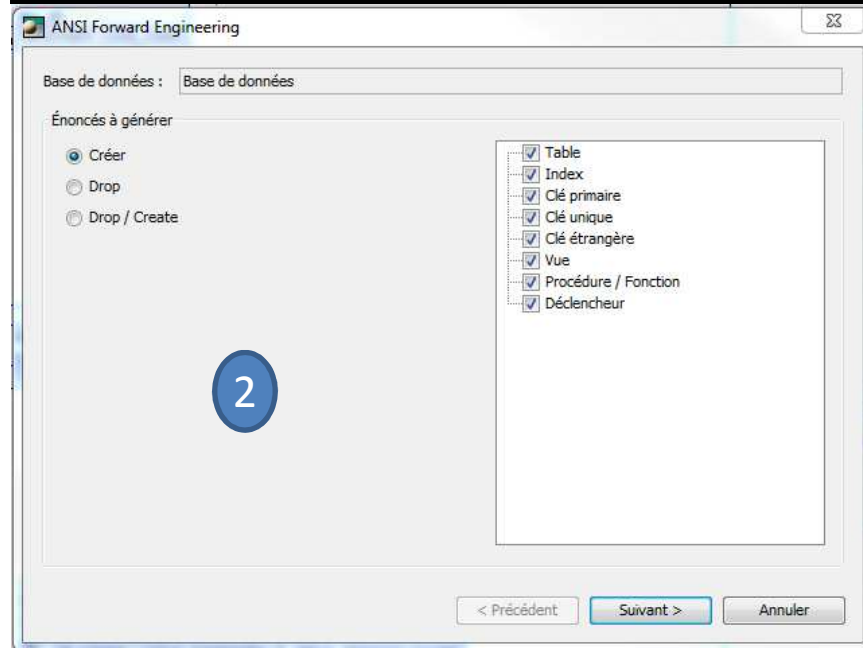 ANSI Forward Engineering
Base de données : Base de données
Énoncés à générer
Créer
Drop
Drop / Create
Table
Index
Clé primaire
Clé unique
Clé étrangère
Vue
Procédure / Fonction
Déclencheur
2
< Précédent Suivant > Annuler